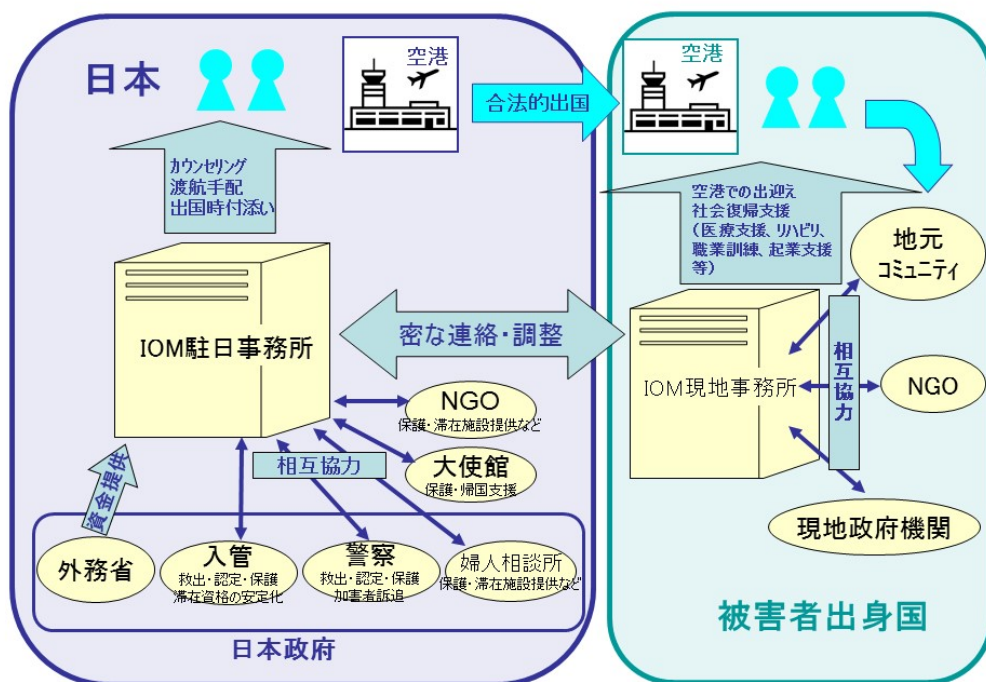 日本
空港
合法的出国
空港
カウンセリング
渡航手配
出国時付添い
空港での出迎え
社会復帰支援
（医療支援、リハビリ、
職業訓練、起業支援
等）
地元
コミュニティ
IOM駐日事務所
密な連絡・調整
IOM現地事務所
相互協力
NGO
NGO
保護・滞在施設提供など
相互協力
大使館
保護・帰国支援
資金提供
現地政府機関
外務省
入管
救出・認定・保護
滞在資格の安定化
警察
救出・認定・保護
加害者訴追
婦人相談所
保護・滞在施設提供など
日本政府
被害者出身国